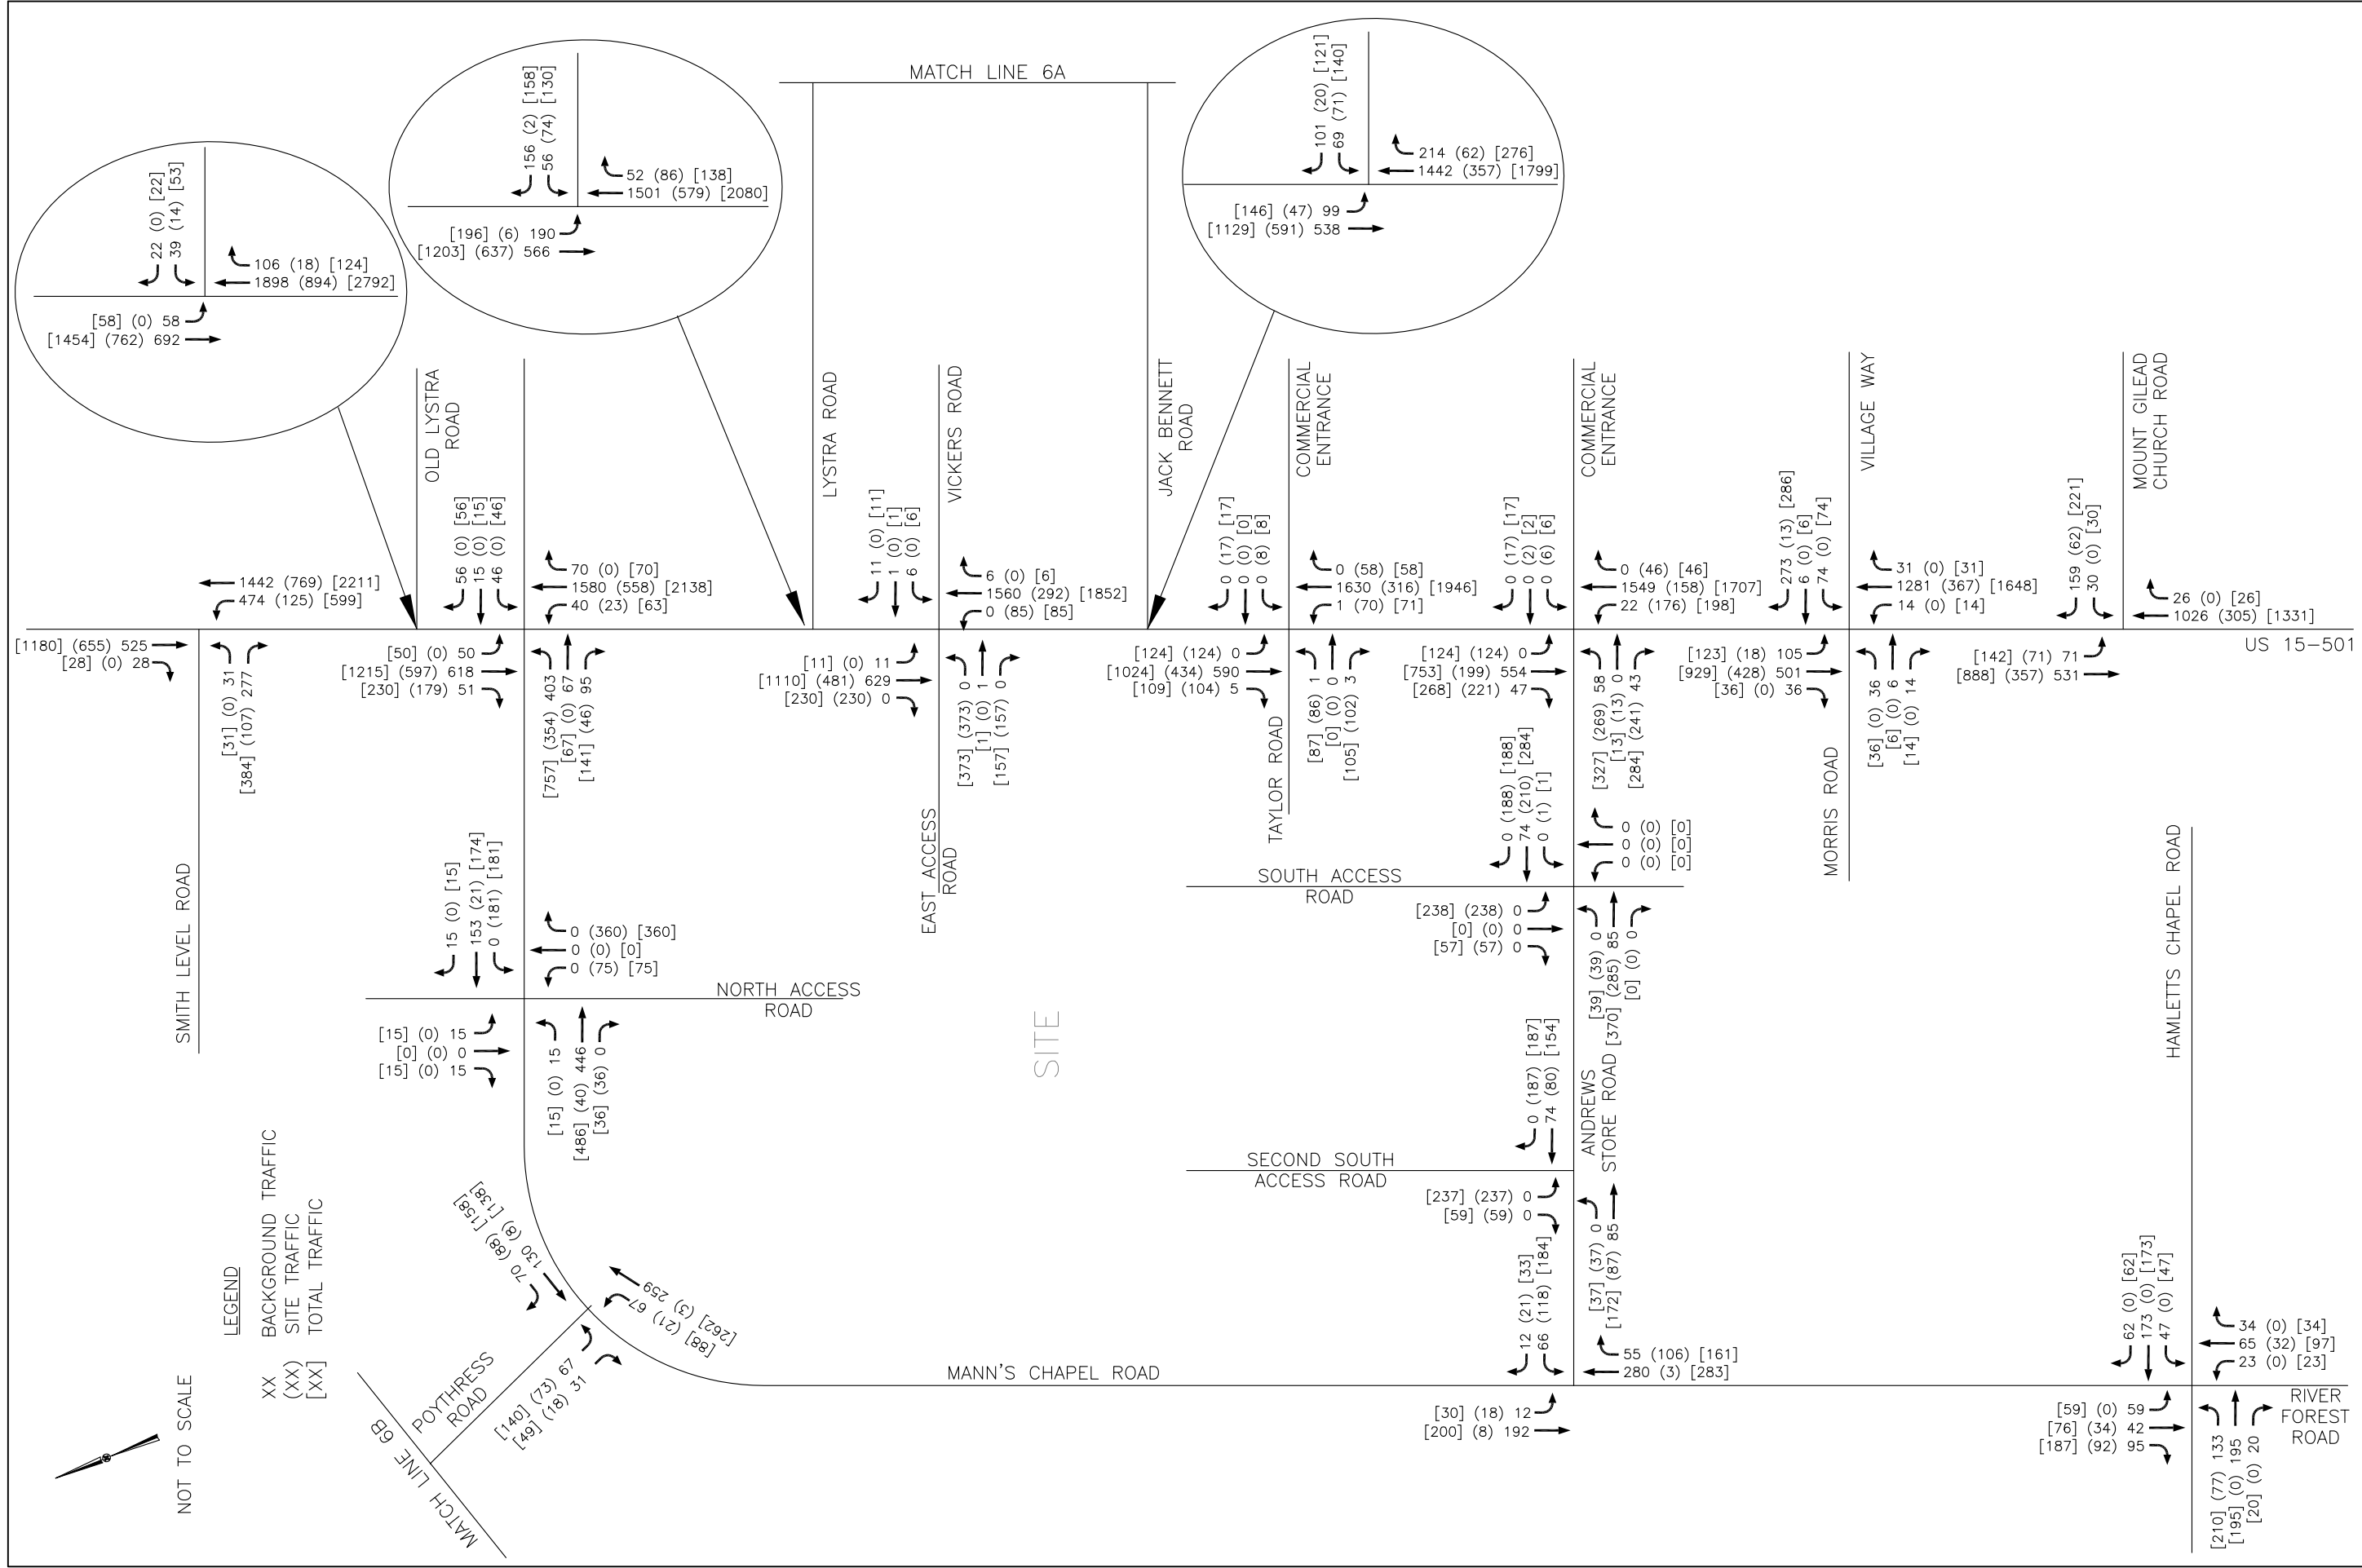 MATCH LINE 6A
22 (0) [22]
39 (14) [53]
106 (18) [124]
1898 (894) [2792]
[58] (0) 58
[1454] (762) 692
156 (2) [158]
56 (74) [130]
52 (86) [138]
1501 (579) [2080]
[196] (6) 190
[1203] (637) 566
101 (20) [121]
69 (71) [140]
214 (62) [276]
1442 (357) [1799]
[146] (47) 99
[1129] (591) 538
OLD LYSTRA
ROAD
LYSTRA ROAD
VICKERS ROAD
JACK BENNETT
ROAD
COMMERCIAL
ENTRANCE
COMMERCIAL
ENTRANCE
VILLAGE WAY
MOUNT GILEAD
CHURCH ROAD
1442 (769) [2211]
474 (125) [599]
[1180] (655) 525
[28] (0) 28
[31] (0) 31
[384] (107) 277
56 (0) [56]
15 (0) [15]
46 (0) [46]
70 (0) [70]
1580 (558) [2138]
40 (23) [63]
[50] (0) 50
[1215] (597) 618
[230] (179) 51
[757] (354) 403
[67] (0) 67
[141] (46) 95
11 (0) [11]
1 (0) [1]
6 (0) [6]
6 (0) [6]
1560 (292) [1852]
0 (85) [85]
[11] (0) 11
[1110] (481) 629
[230] (230) 0
[373] (373) 0
[1] (0) 1
[157] (157) 0
0 (17) [17]
0 (0) [0]
0 (8) [8]
0 (58) [58]
1630 (316) [1946]
1 (70) [71]
[124] (124) 0
[1024] (434) 590
[109] (104) 5
[87] (86) 1
[0] (0) 0
[105] (102) 3
0 (17) [17]
0 (2) [2]
0 (6) [6]
0 (46) [46]
1549 (158) [1707]
22 (176) [198]
[124] (124) 0
[753] (199) 554
[268] (221) 47
[327] (269) 58
[13] (13) 0
[284] (241) 43
273 (13) [286]
6 (0) [6]
74 (0) [74]
31 (0) [31]
1281 (367) [1648]
14 (0) [14]
[123] (18) 105
[929] (428) 501
[36] (0) 36
[36] (0) 36
[6] (0) 6
[14] (0) 14
159 (62) [221]
30 (0) [30]
26 (0) [26]
1026 (305) [1331]
[142] (71) 71
[888] (357) 531
US 15-501
SMITH LEVEL ROAD
EAST ACCESS
ROAD
TAYLOR ROAD
MORRIS ROAD
HAMLETTS CHAPEL ROAD
0 (188) [188]
74 (210) [284]
0 (1) [1]
0 (0) [0]
0 (0) [0]
0 (0) [0]
SOUTH ACCESS
ROAD
[238] (238) 0
[0] (0) 0
[57] (57) 0
[39] (39) 0
[370] (285) 85
[0] (0) 0
15 (0) [15]
153 (21) [174]
0 (181) [181]
0 (360) [360]
0 (0) [0]
0 (75) [75]
NORTH ACCESS
ROAD
[15] (0) 15
[0] (0) 0
[15] (0) 15
[15] (0) 15
[486] (40) 446
[36] (36) 0
SITE
0 (187) [187]
74 (80) [154]
ANDREWS
STORE ROAD
SECOND SOUTH
ACCESS ROAD
[237] (237) 0
[59] (59) 0
[37] (37) 0
[172] (87) 85
70 (88) [158]
130 (8) [138]
[262] (3) 259
[88] (21) 67
[140] (73) 67
[49] (18) 31
POYTHRESS
ROAD
MATCH LINE 6B
MANN'S CHAPEL ROAD
12 (21) [33]
66 (118) [184]
55 (106) [161]
280 (3) [283]
[30] (18) 12
[200] (8) 192
62 (0) [62]
173 (0) [173]
47 (0) [47]
34 (0) [34]
65 (32) [97]
23 (0) [23]
[59] (0) 59
[76] (34) 42
[187] (92) 95
[210] (77) 133
[195] (0) 195
[20] (0) 20
RIVER
FOREST
ROAD
LEGEND
XX BACKGROUND TRAFFIC
(XX) SITE TRAFFIC
[XX] TOTAL TRAFFIC
NOT TO SCALE